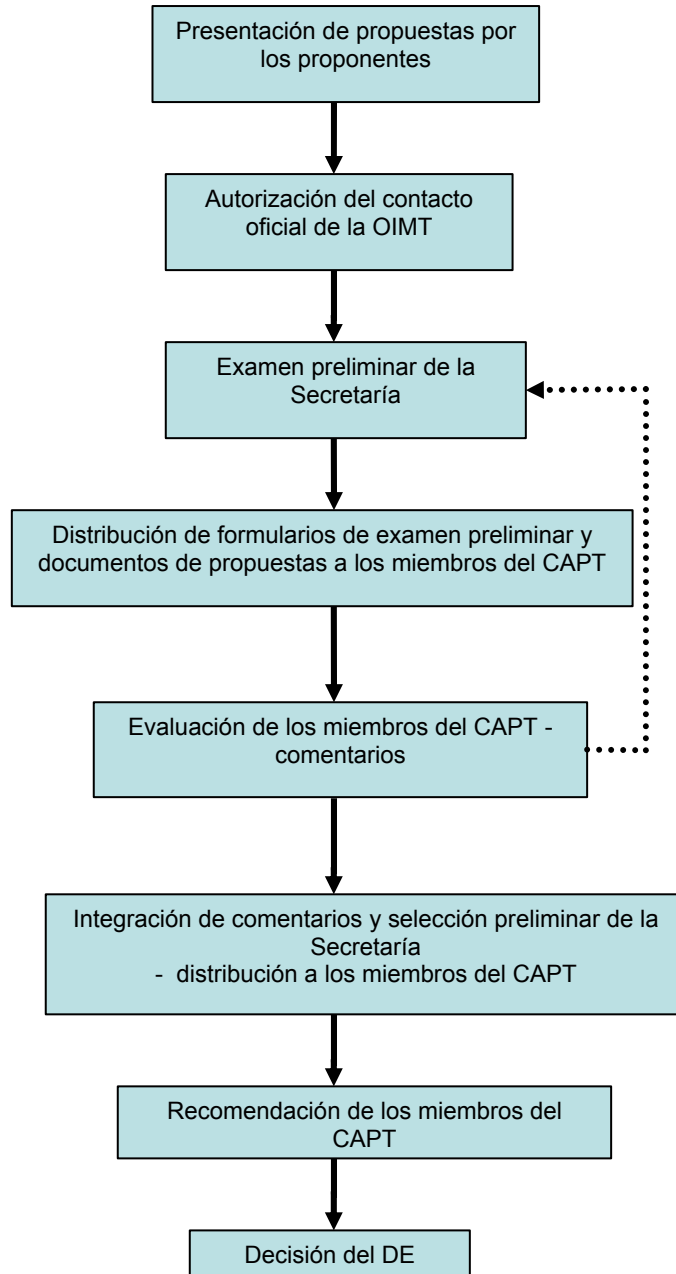 Presentación de propuestas por
los proponentes
Autorización del contacto
oficial de la OIMT
Examen preliminar de la
Secretaría
Distribución de formularios de examen preliminar y
documentos de propuestas a los miembros del CAPT
Evaluación de los miembros del CAPT -
comentarios
Integración de comentarios y selección preliminar de la
Secretaría
- distribución a los miembros del CAPT
Recomendación de los miembros del
CAPT
Decisión del DE